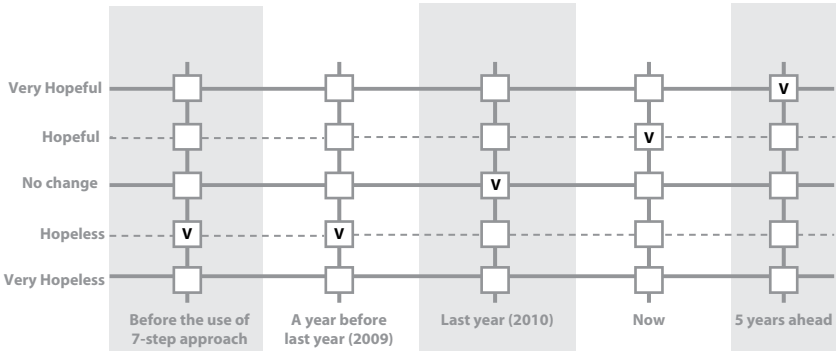 Very Hopeful
V
Hopeful
V
No change
V
Hopeless
V
V
Very Hopeless
Before the use of
7-step approach
A year before
last year (2009)
Last year (2010)
Now
5 years ahead